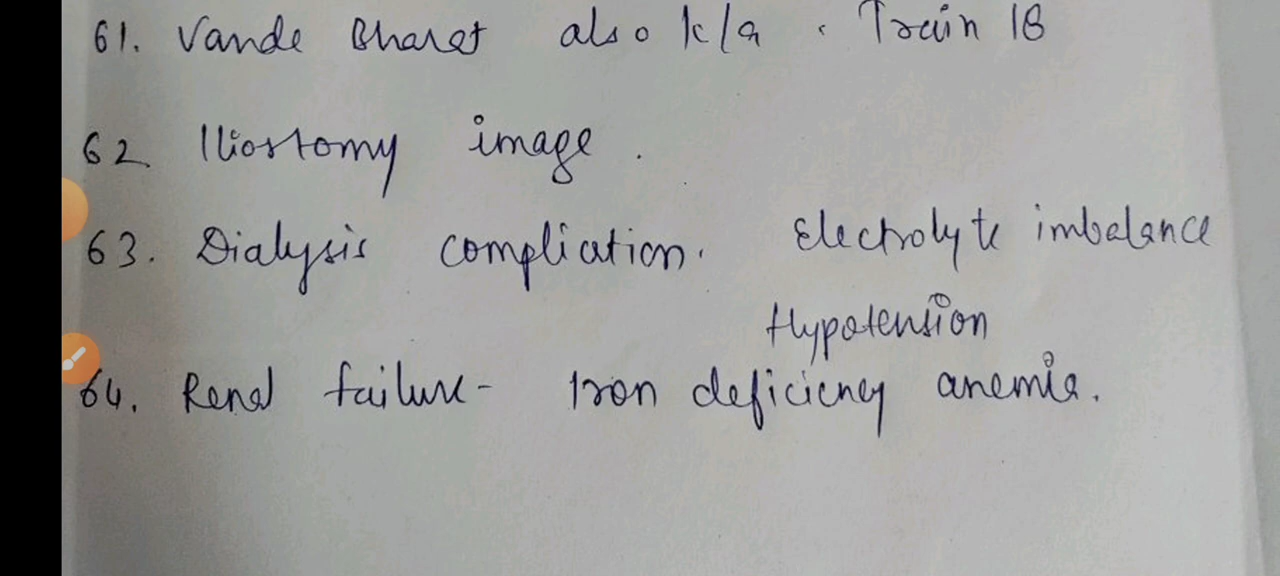 61. Vande Bharat also k/a Train 18
62. Iliostomy image.
63. Dialysis compliation. Electrolyte imbalance
Hypotension
64. Renal failure - Iron deficiency anemia.